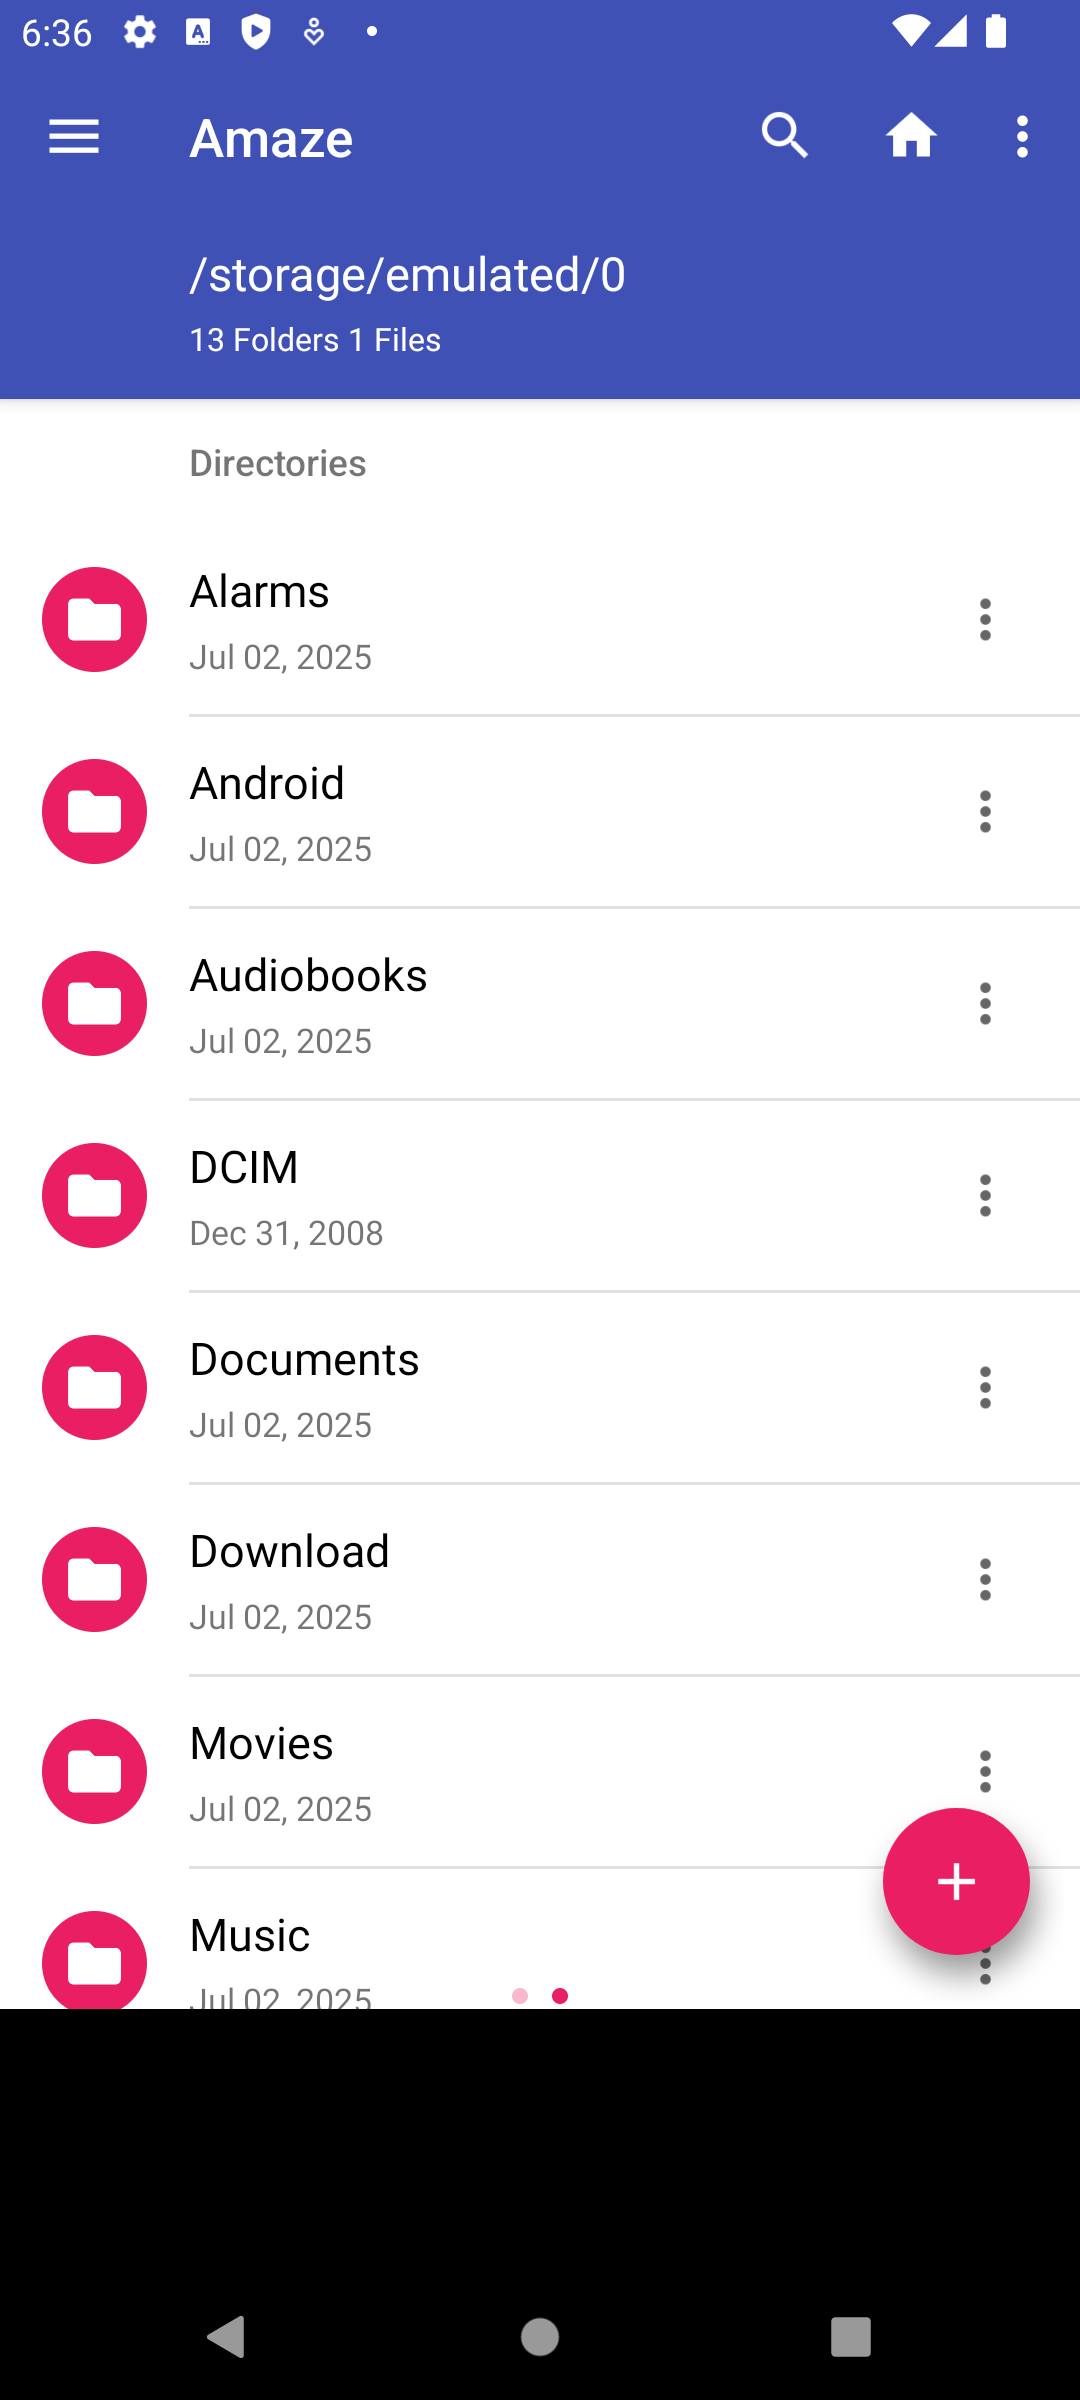 6:36
Amaze
/storage/emulated/0
13 Folders 1 Files
Directories
Alarms
Jul 02, 2025
Android
Jul 02, 2025
Audiobooks
Jul 02, 2025
DCIM
Dec 31, 2008
Documents
Jul 02, 2025
Download
Jul 02, 2025
Movies
Jul 02, 2025
Music
Jul 02, 2025